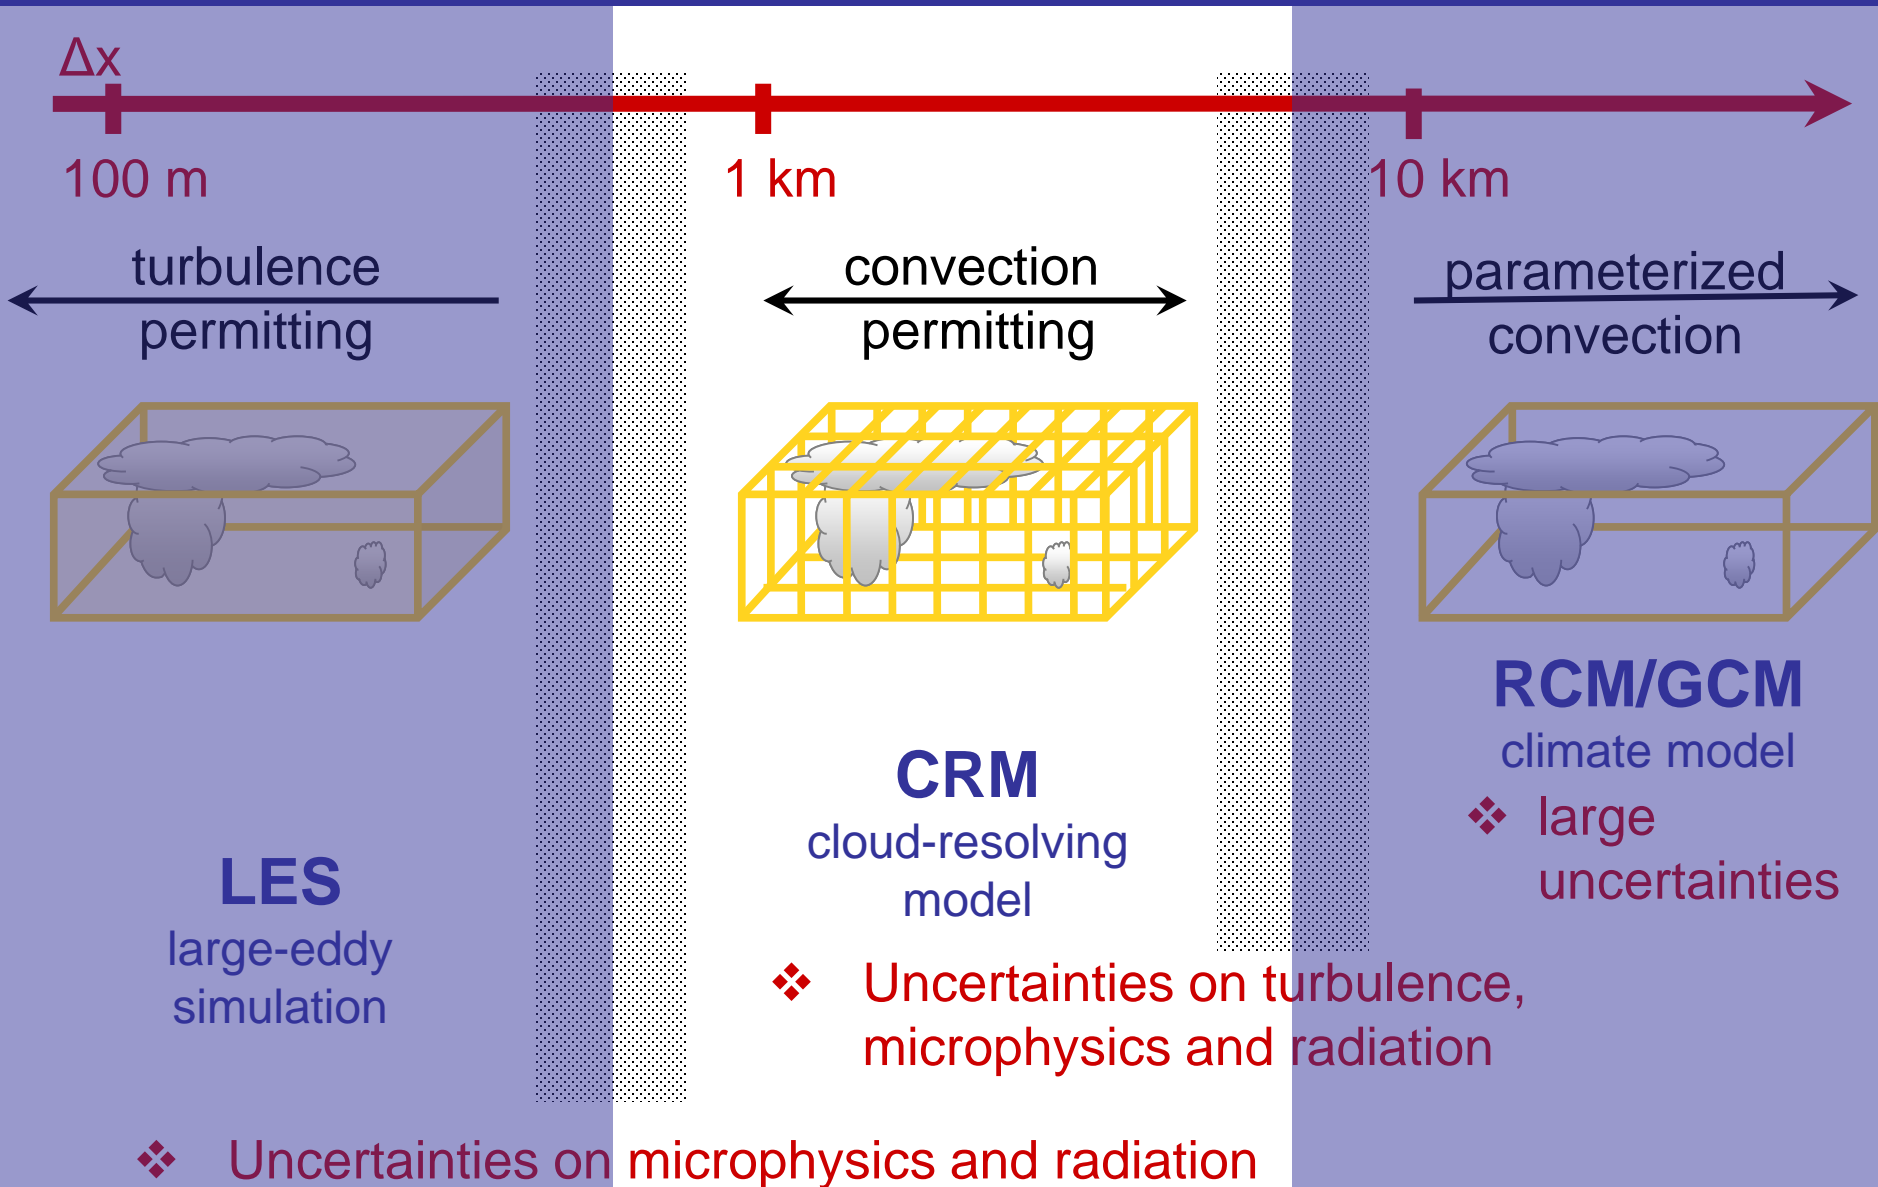 Δx
100 m
1 km
10 km
turbulence
permitting
convection
permitting
parameterized
convection
LES
large-eddy
simulation
CRM
cloud-resolving
model
RCM/GCM
climate model
❖ large
uncertainties
❖ Uncertainties on turbulence,
microphysics and radiation
❖ Uncertainties on microphysics and radiation